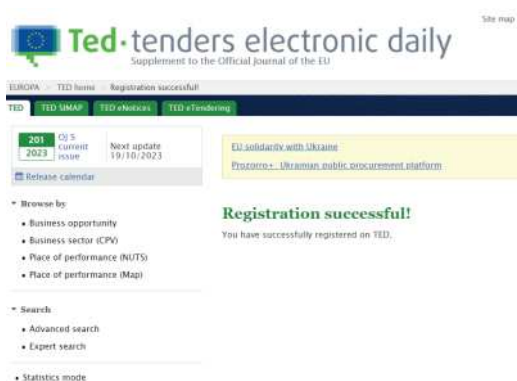 Site map
Ted·tenders electronic daily
Supplement to the Official Journal of the EU
EUROPA > TED home > Registration successful!
TED TED SIMAP TED eNotices TED eTendering
201
2023
OJ S
current
issue
Next update
19/10/2023
Release calendar
EU solidarity with Ukraine
Prozorro+: Ukrainian public procurement platform
Browse by
Business opportunity
Business sector (CPV)
Place of performance (NUTS)
Place of performance (Map)
Registration successful!
You have successfully registered on TED.
Search
Advanced search
Expert search
Statistics mode